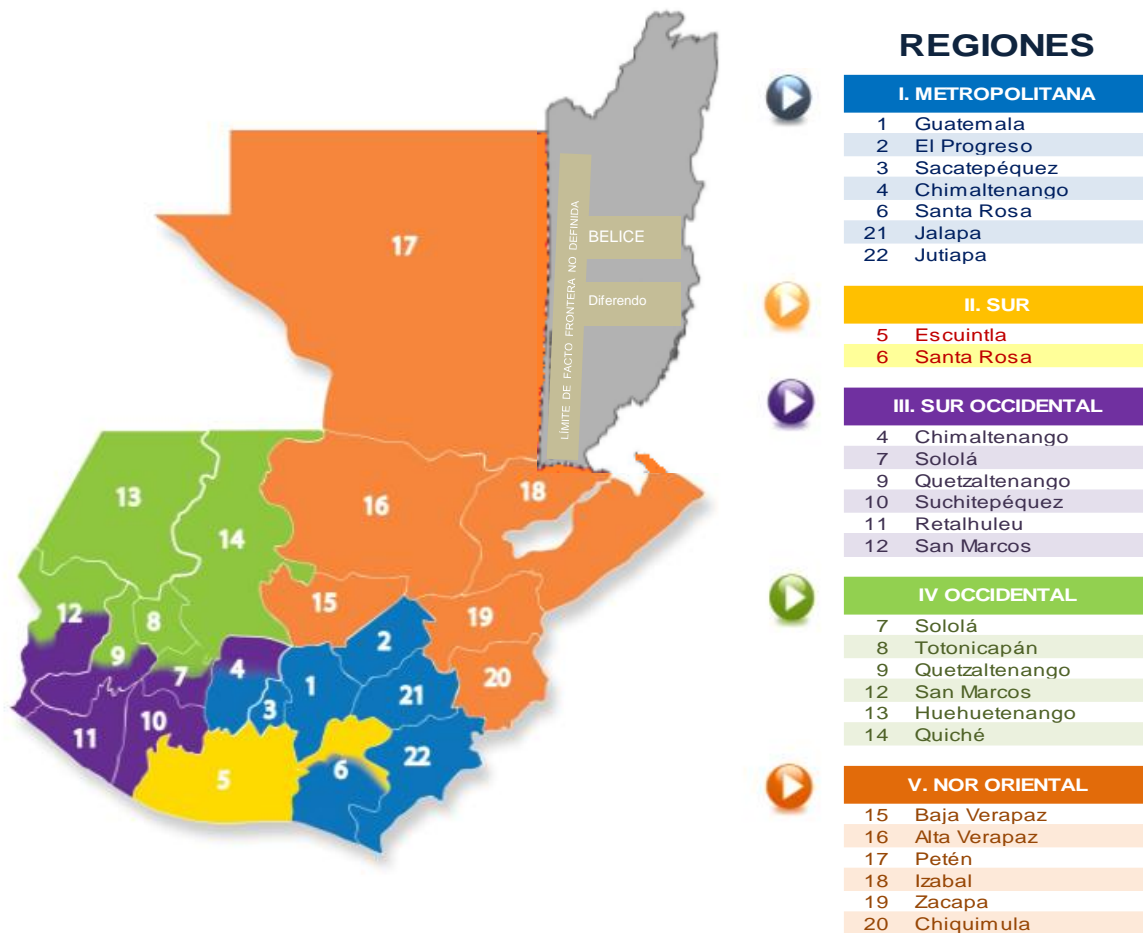 REGIONES
I. METROPOLITANA
1 Guatemala
2 El Progreso
3 Sacatepéquez
4 Chimaltenango
6 Santa Rosa
21 Jalapa
22 Jutiapa
II. SUR
5 Escuintla
6 Santa Rosa
III. SUR OCCIDENTAL
4 Chimaltenango
7 Sololá
9 Quetzaltenango
10 Suchitepéquez
11 Retalhuleu
12 San Marcos
IV OCCIDENTAL
7 Sololá
8 Totonicapán
9 Quetzaltenango
12 San Marcos
13 Huehuetenango
14 Quiché
V. NOR ORIENTAL
15 Baja Verapaz
16 Alta Verapaz
17 Petén
18 Izabal
19 Zacapa
20 Chiquimula
LÍMITE DE FACTO FRONTERA NO DEFINIDA
BELICE
Diferendo
17
13
14
16
18
12
8
9
7
15
19
20
2
4
1
3
21
10
11
5
6
22